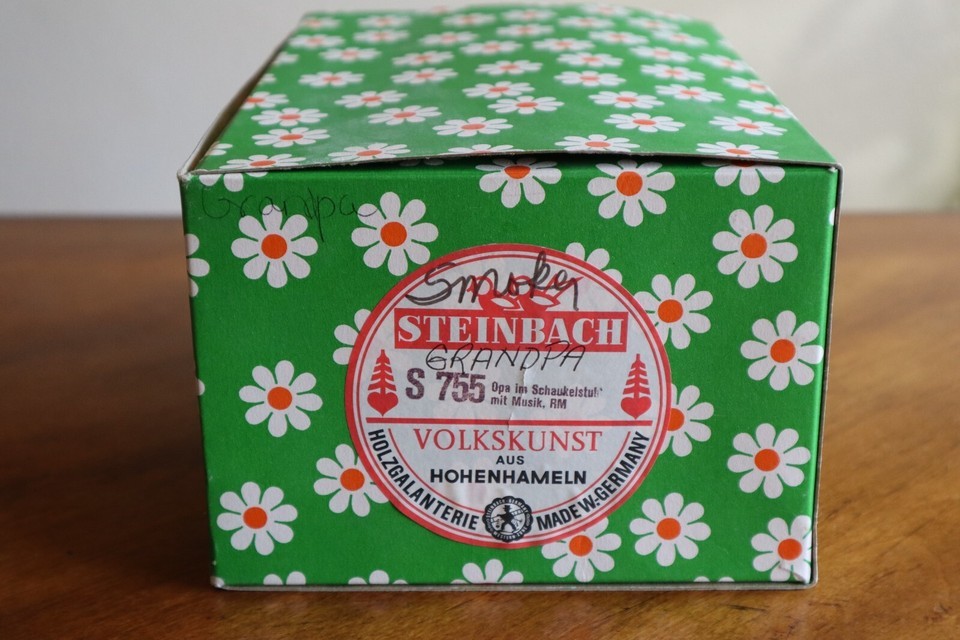 Grandpa
Smoker
STEINBACH
GRANDPA
S 755 Opa im Schaukelstuhl
mit Musik, RM
VOLKSKUNST
AUS
HOHENHAMELN
HOLZGALANTERIE MADE W.-GERMANY